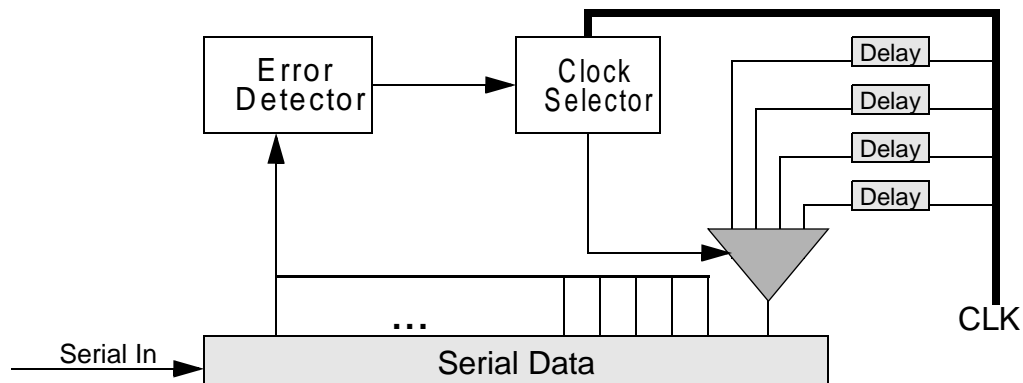 Error
Detector
Clock
Selector
Delay
Delay
Delay
Delay
CLK
...
Serial In
Serial Data